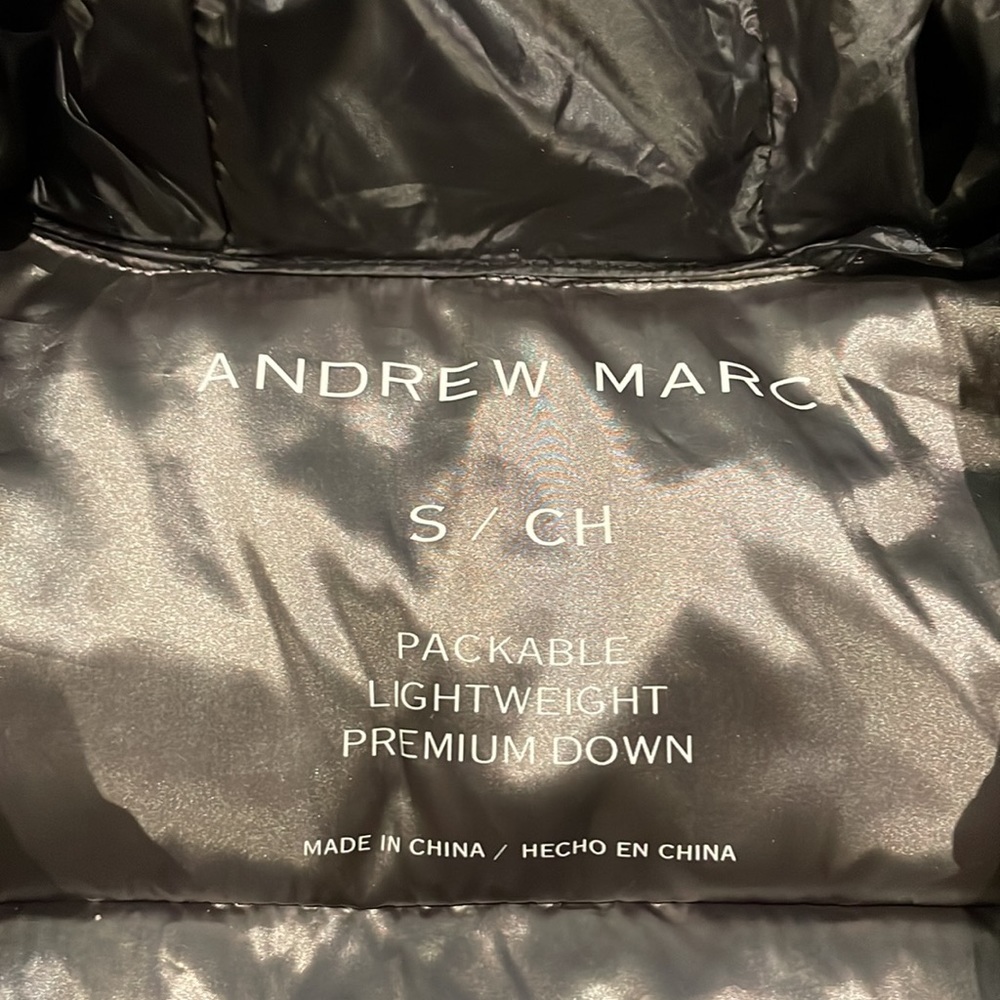 ANDREW MARC
S / CH
PACKABLE
LIGHTWEIGHT
PREMIUM DOWN
MADE IN CHINA / HECHO EN CHINA